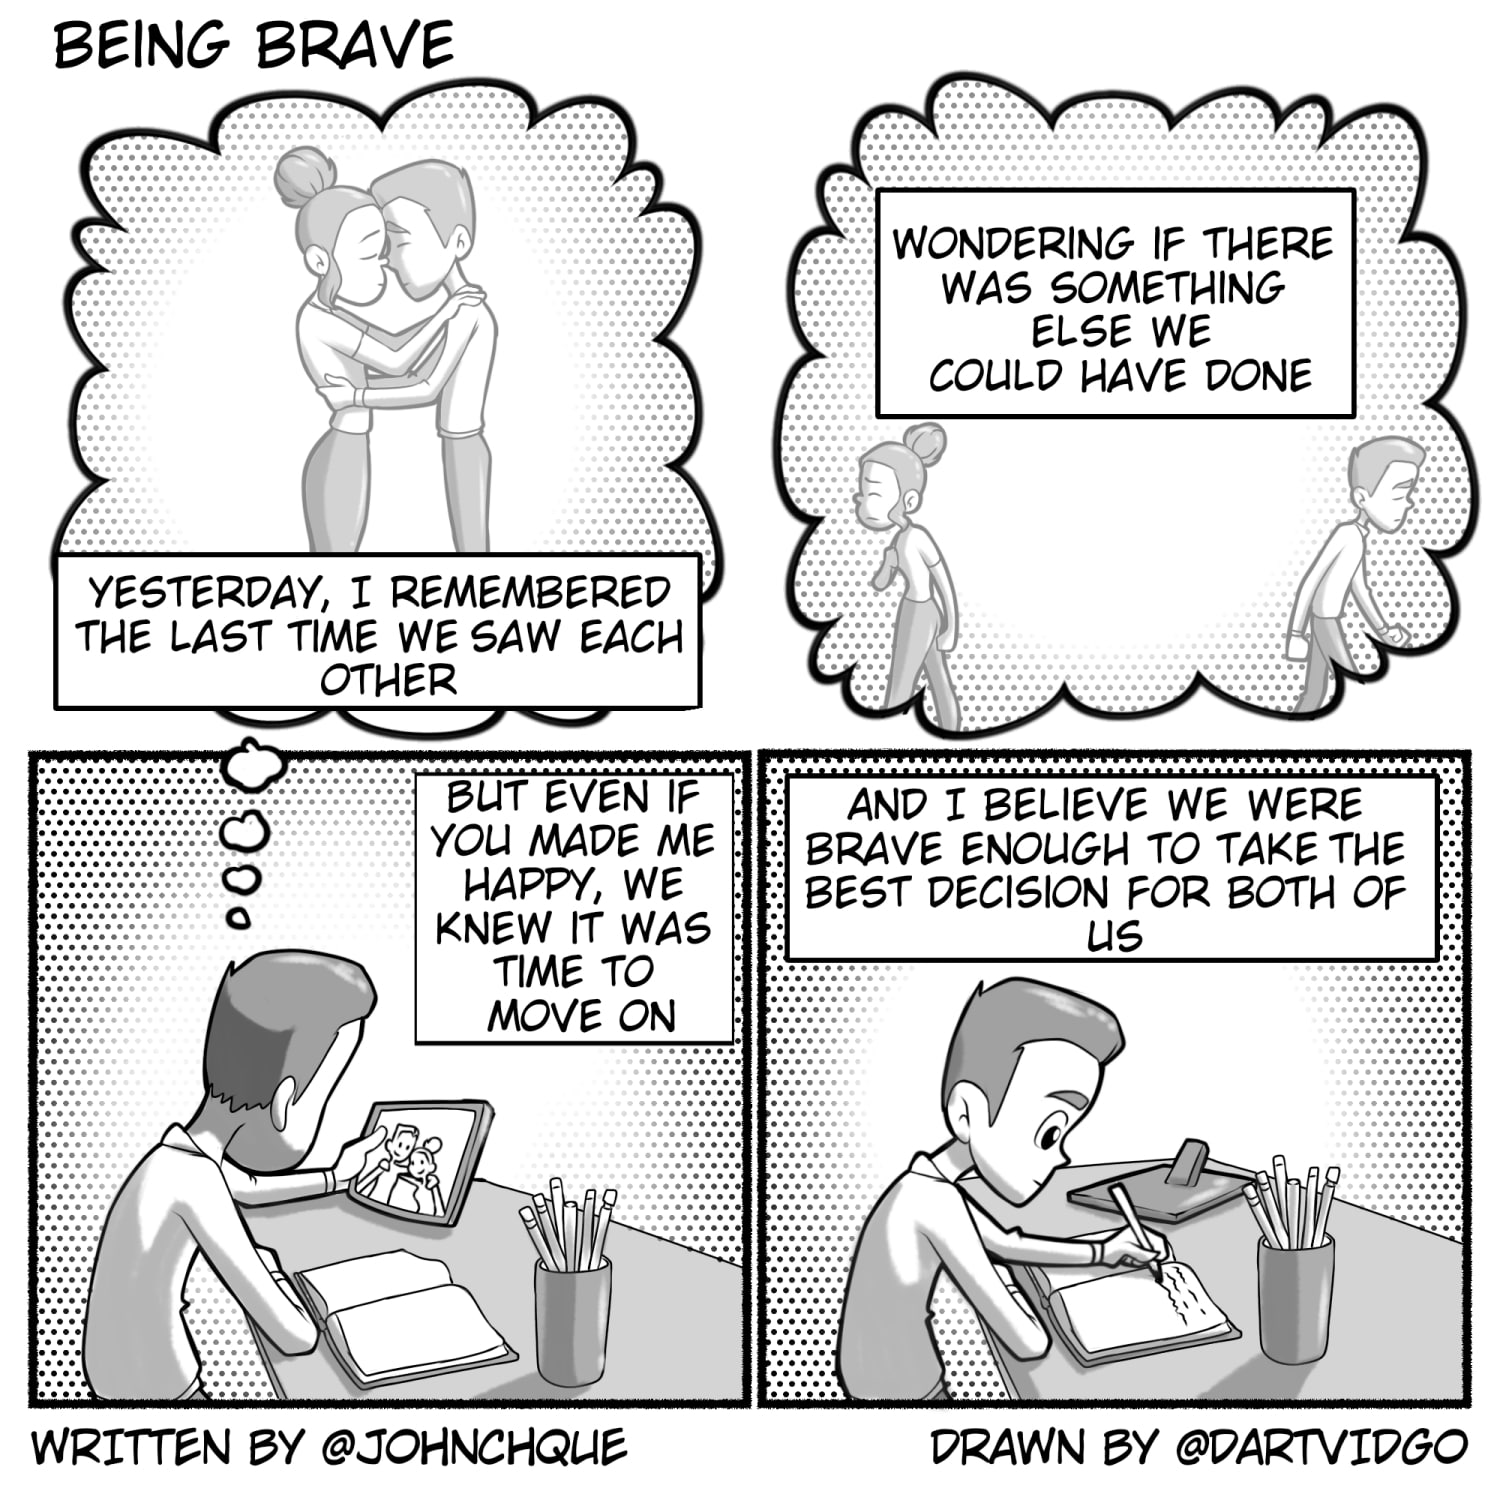 BEING BRAVE
YESTERDAY, I REMEMBERED
THE LAST TIME WE SAW EACH
OTHER
WONDERING IF THERE
WAS SOMETHING
ELSE WE
COULD HAVE DONE
BUT EVEN IF
YOU MADE ME
HAPPY, WE
KNEW IT WAS
TIME TO
MOVE ON
AND I BELIEVE WE WERE
BRAVE ENOUGH TO TAKE THE
BEST DECISION FOR BOTH OF
US
WRITTEN BY @JOHNCHQUE
DRAWN BY @DARTVIDGO